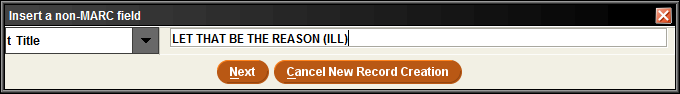 Insert a non-MARC field
t Title LET THAT BE THE REASON (ILL)
Next Cancel New Record Creation